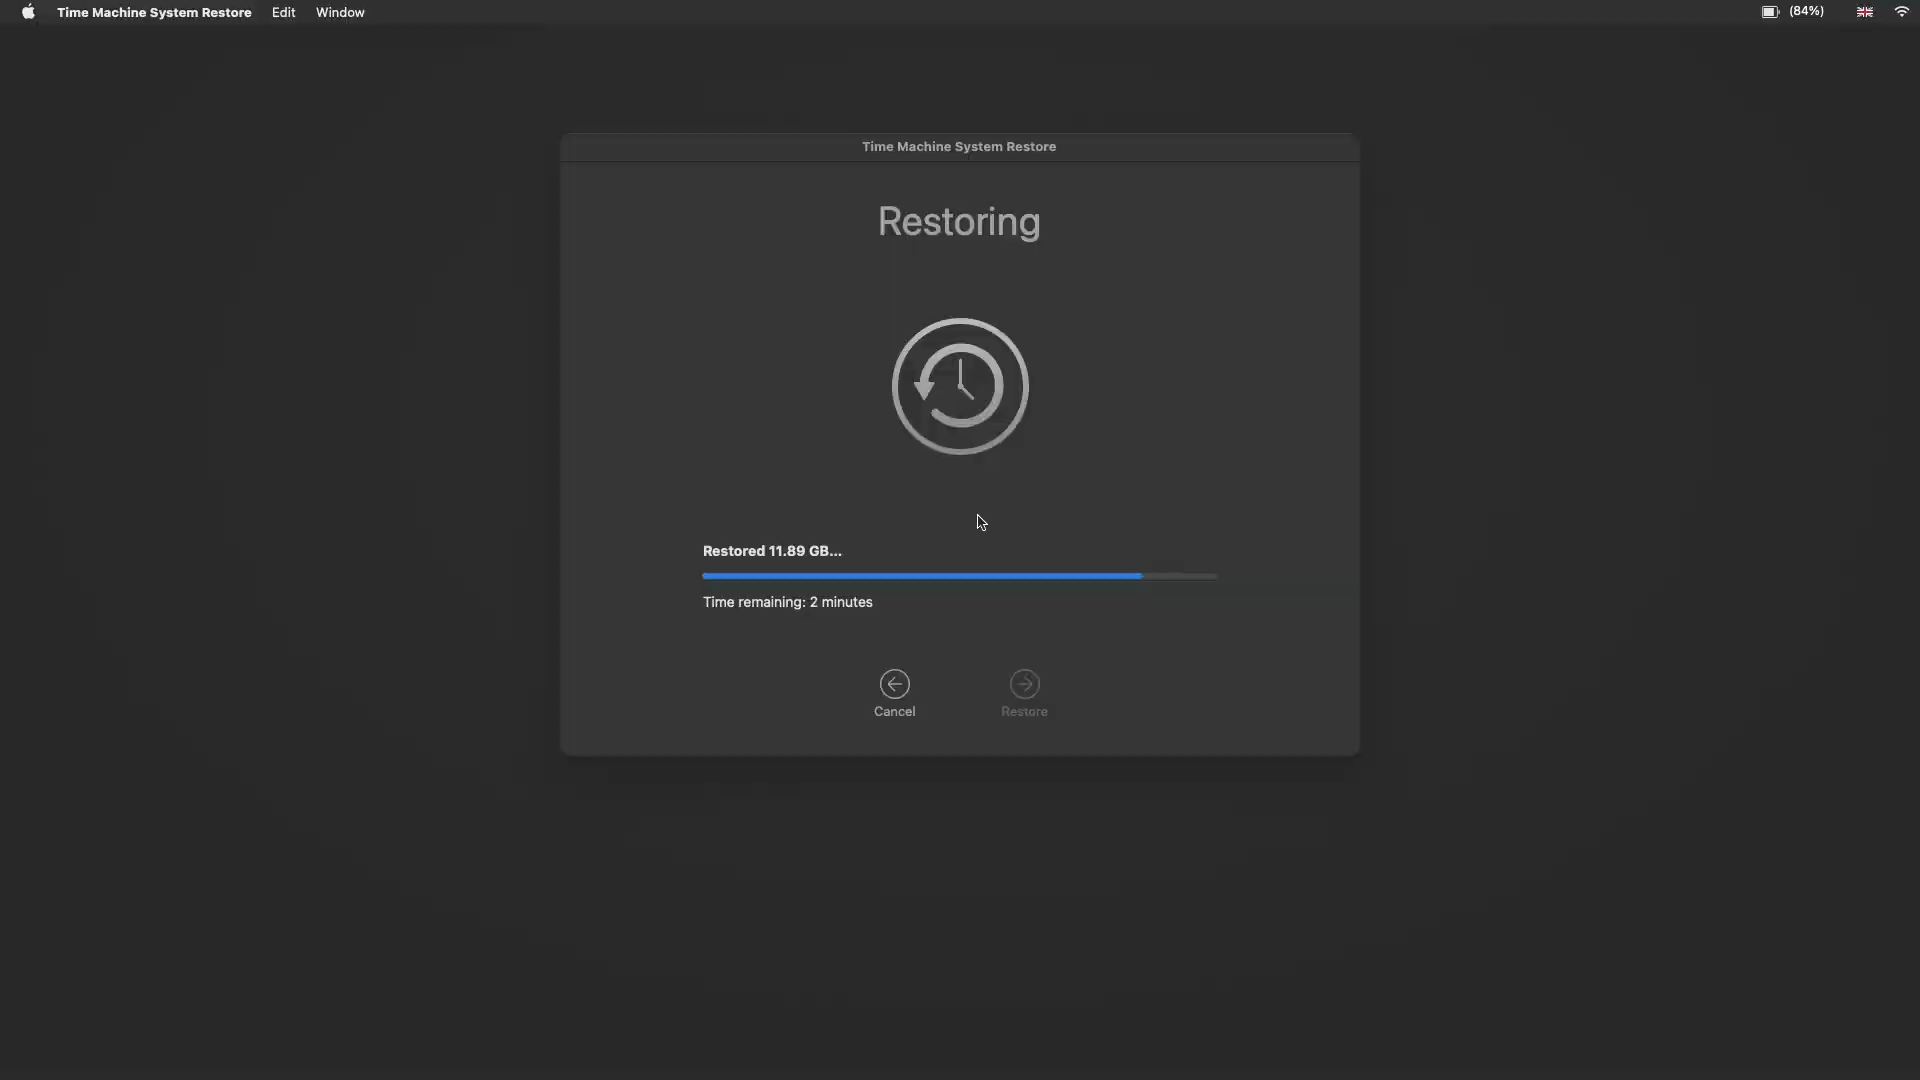 Time Machine System Restore Edit Window (84%)
Time Machine System Restore
Restoring
Restored 11.89 GB...
Time remaining: 2 minutes
Cancel Restore